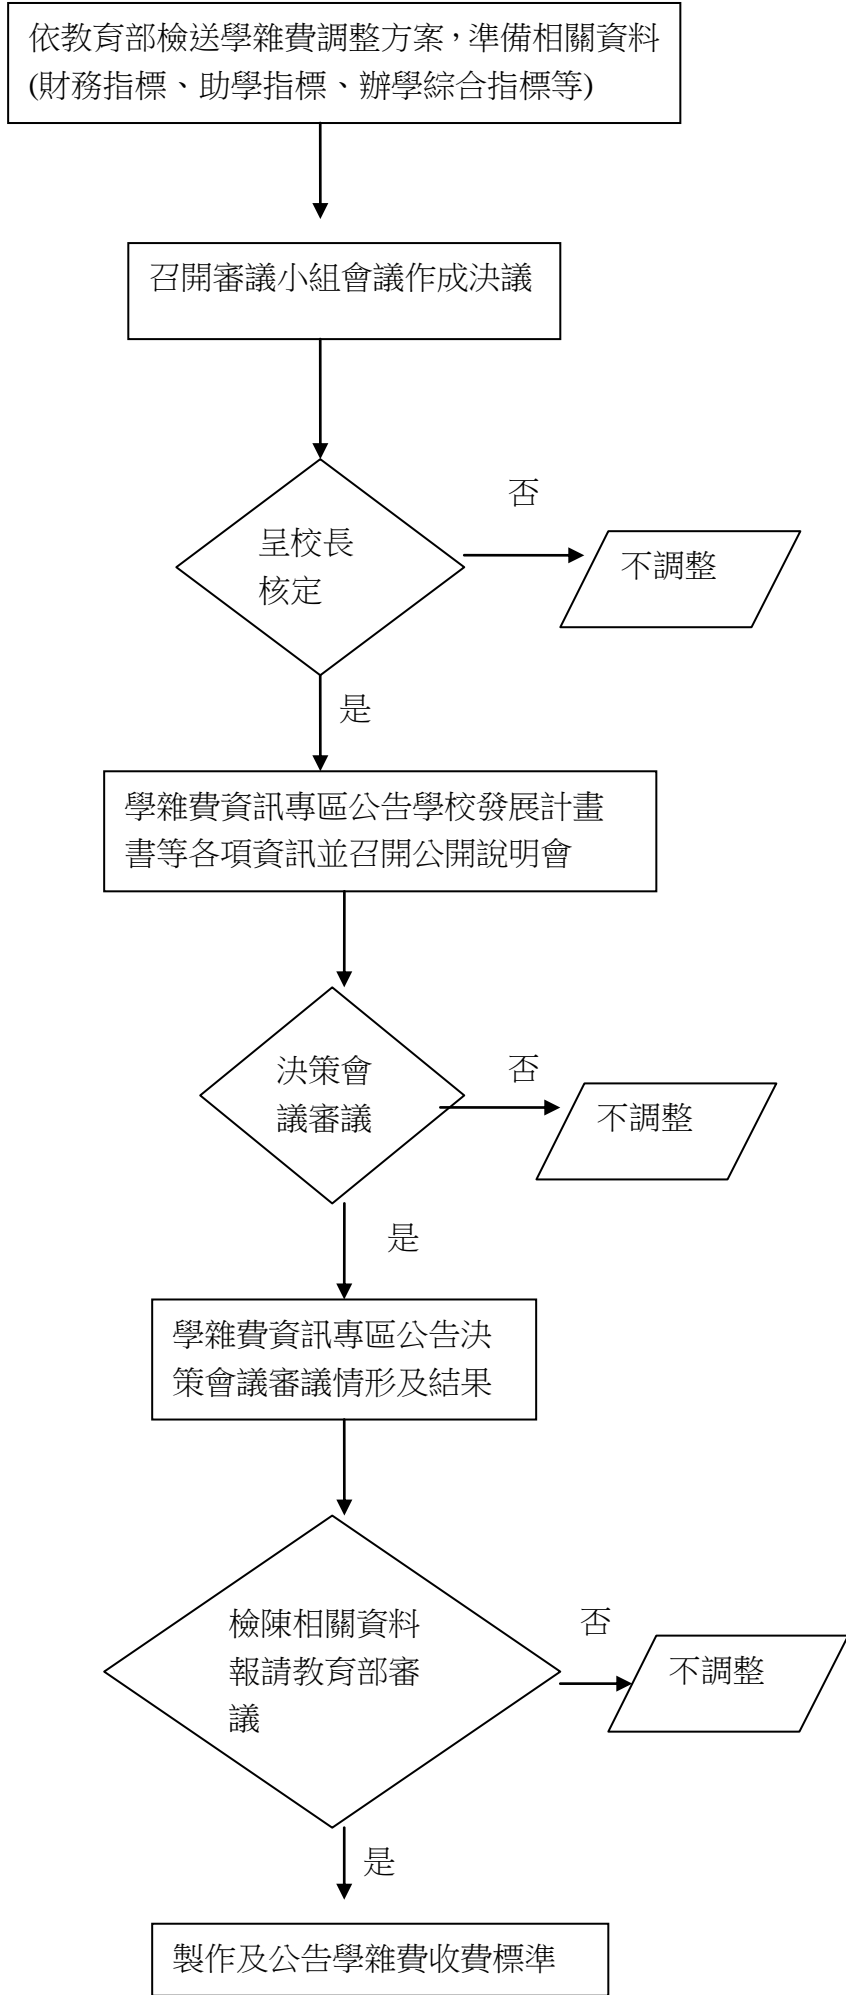 依教育部檢送學雜費調整方案，準備相關資料
(財務指標、助學指標、辦學綜合指標等)
召開審議小組會議作成決議
呈校長
核定
否
不調整
是
學雜費資訊專區公告學校發展計畫
書等各項資訊並召開公開說明會
決策會
議審議
否
不調整
是
學雜費資訊專區公告決
策會議審議情形及結果
檢陳相關資料
報請教育部審
議
否
不調整
是
製作及公告學雜費收費標準